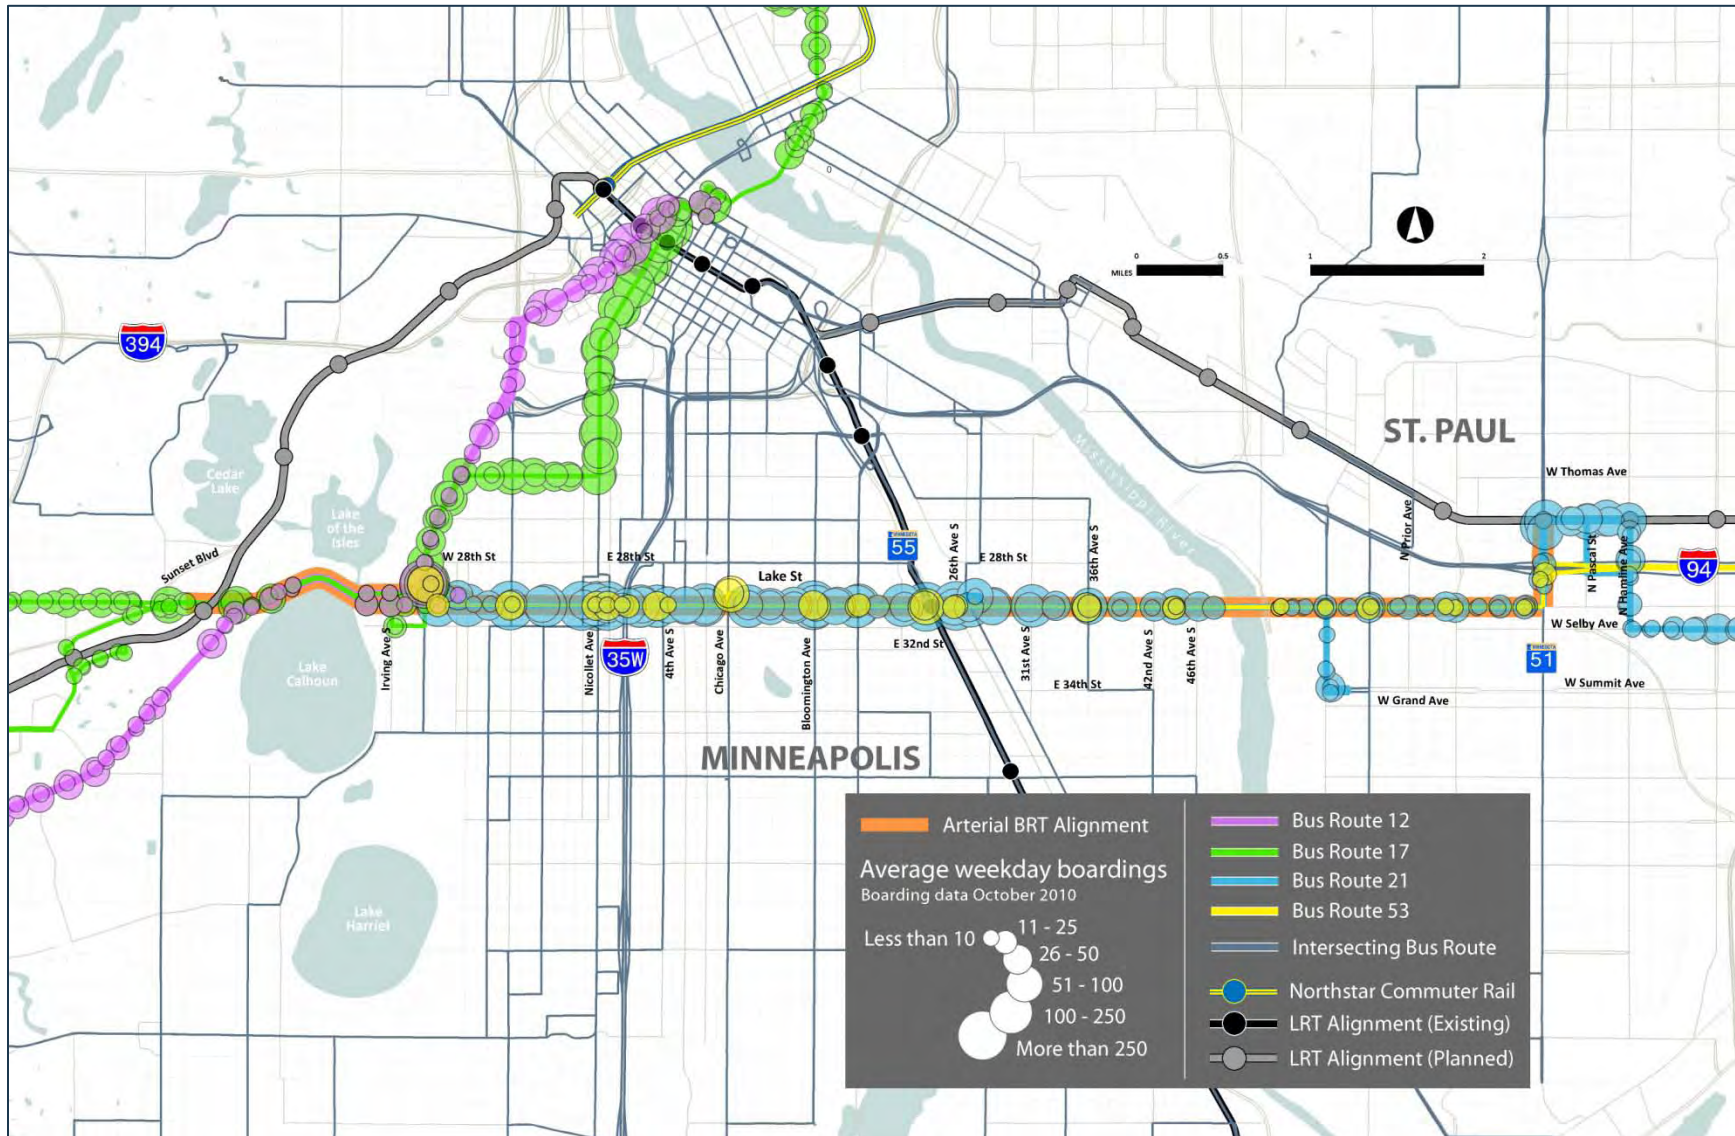 0
0
0.5
1
2
MILES
394
ST. PAUL
Mississippi River
W Thomas Ave
Cedar
Lake
Lake
of the
Isles
Sunset Blvd
W 28th St
E 28th St
55
26th Ave S
E 28th St
36th Ave S
N Prior Ave
N Pascal St
N Hamline Ave
94
Lake St
Irving Ave S
Nicollet Ave
35W
4th Ave S
Chicago Ave
Bloomington Ave
E 32nd St
31st Ave S
E 34th St
42nd Ave S
46th Ave S
W Selby Ave
51
W Summit Ave
W Grand Ave
Lake
Calhoun
MINNEAPOLIS
Lake
Harriet
Arterial BRT Alignment
Average weekday boardings
Boarding data October 2010
Less than 10
11 - 25
26 - 50
51 - 100
100 - 250
More than 250
Bus Route 12
Bus Route 17
Bus Route 21
Bus Route 53
Intersecting Bus Route
Northstar Commuter Rail
LRT Alignment (Existing)
LRT Alignment (Planned)